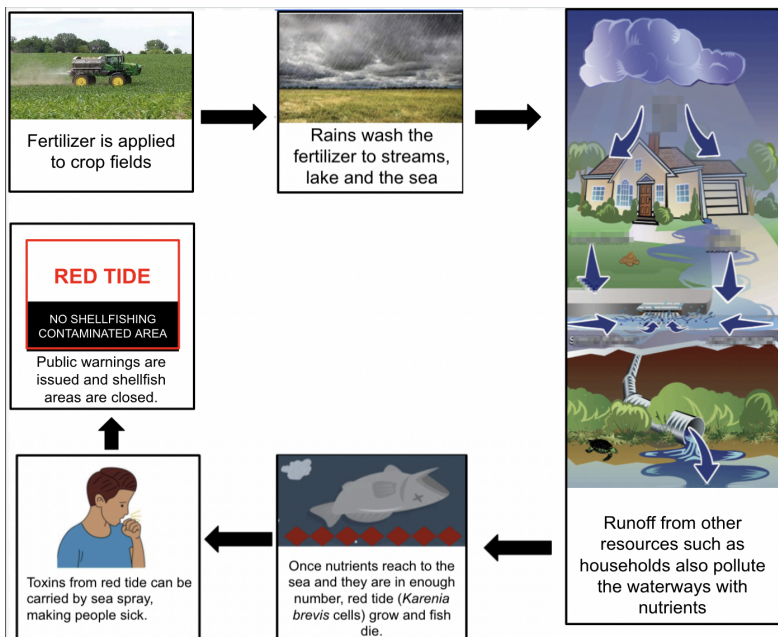 Fertilizer is applied
to crop fields
Rains wash the
fertilizer to streams,
lake and the sea
Runoff from other
resources such as
households also pollute
the waterways with
nutrients
Once nutrients reach to the
sea and they are in enough
number, red tide (Karenia
brevis cells) grow and fish
die.
Toxins from red tide can be
carried by sea spray,
making people sick.
RED TIDE
NO SHELLFISHING
CONTAMINATED AREA
Public warnings are
issued and shellfish
areas are closed.